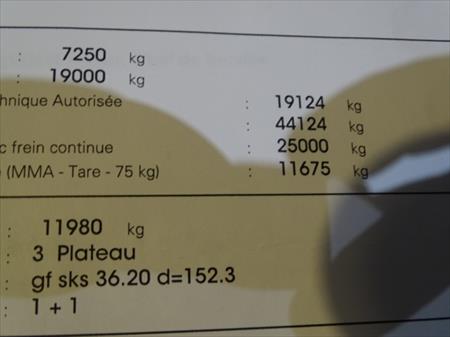 : 7250 kg
: 19000 kg
hnique Autorisée : 19124 kg
: 44124 kg
c frein continue : 25000 kg
(MMA - Tare - 75 kg) : 11675 kg
: 11980 kg
: 3 Plateau
: gf sks 36.20 d=152.3
: 1 + 1